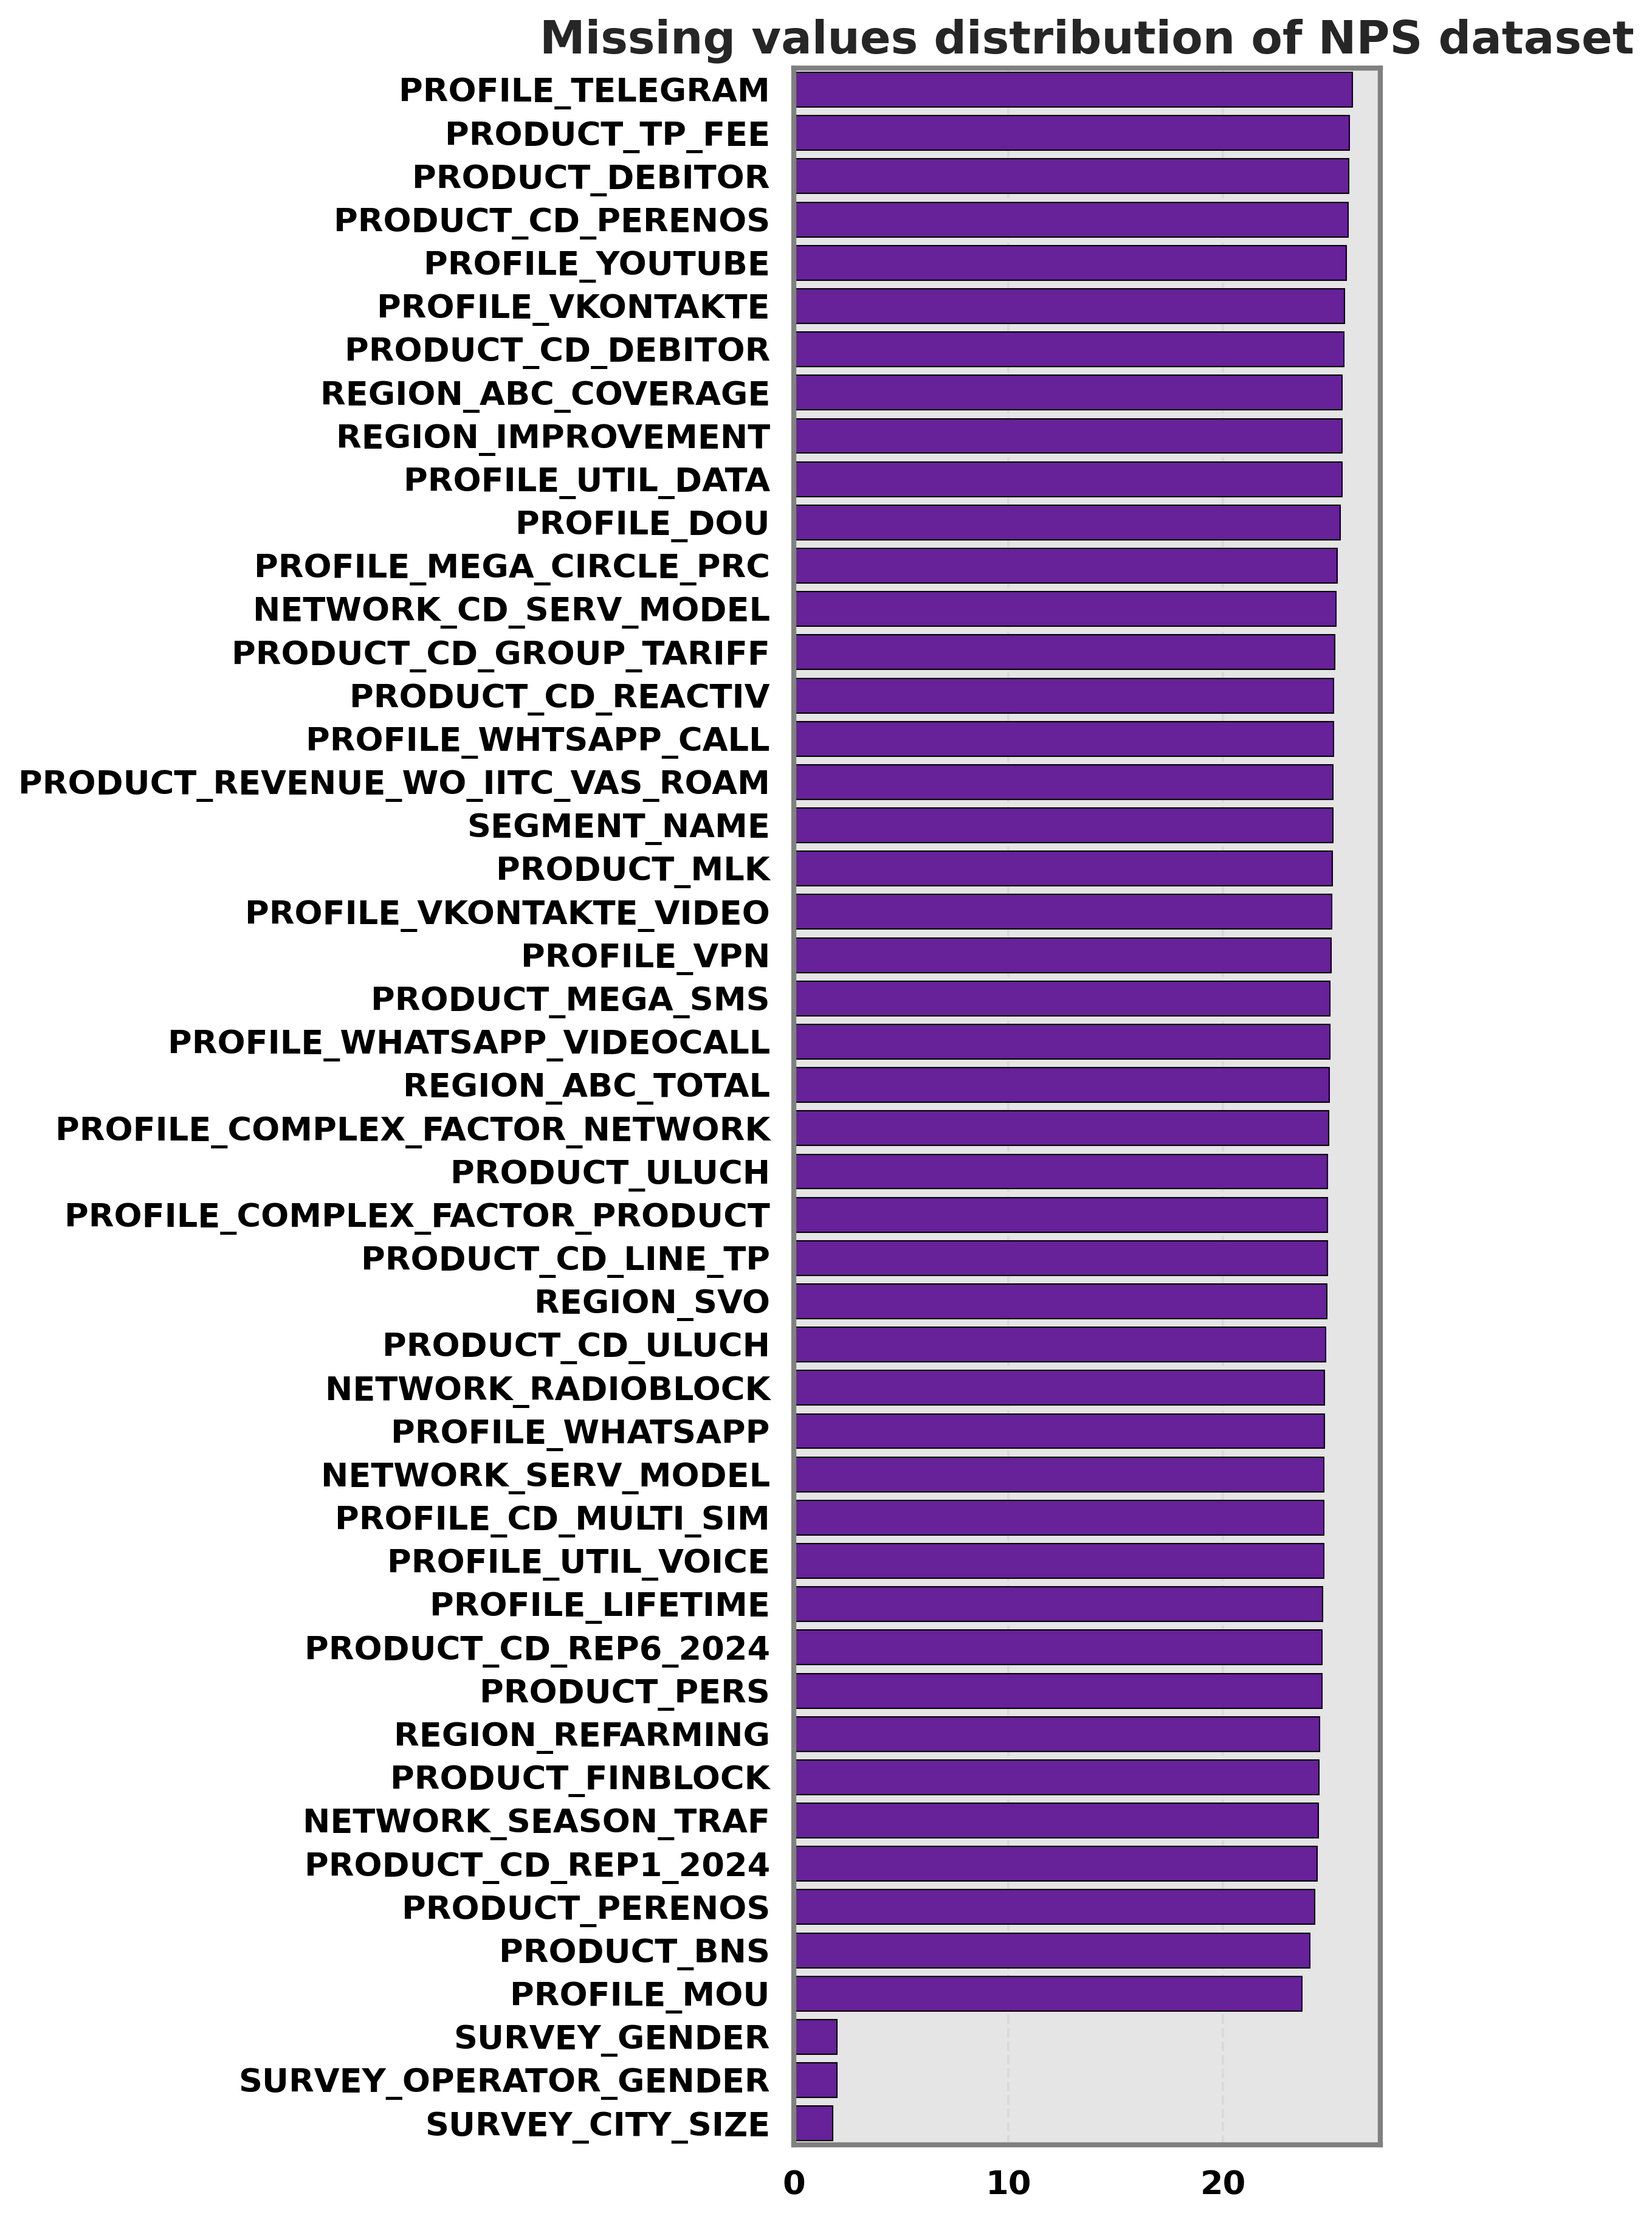 Missing values distribution of NPS dataset
PROFILE_TELEGRAM
PRODUCT_TP_FEE
PRODUCT_DEBITOR
PRODUCT_CD_PERENOS
PROFILE_YOUTUBE
PROFILE_VKONTAKTE
PRODUCT_CD_DEBITOR
REGION_ABC_COVERAGE
REGION_IMPROVEMENT
PROFILE_UTIL_DATA
PROFILE_DOU
PROFILE_MEGA_CIRCLE_PRC
NETWORK_CD_SERV_MODEL
PRODUCT_CD_GROUP_TARIFF
PRODUCT_CD_REACTIV
PROFILE_WHTSAPP_CALL
PRODUCT_REVENUE_WO_IITC_VAS_ROAM
SEGMENT_NAME
PRODUCT_MLK
PROFILE_VKONTAKTE_VIDEO
PROFILE_VPN
PRODUCT_MEGA_SMS
PROFILE_WHATSAPP_VIDEOCALL
REGION_ABC_TOTAL
PROFILE_COMPLEX_FACTOR_NETWORK
PRODUCT_ULUCH
PROFILE_COMPLEX_FACTOR_PRODUCT
PRODUCT_CD_LINE_TP
REGION_SVO
PRODUCT_CD_ULUCH
NETWORK_RADIOBLOCK
PROFILE_WHATSAPP
NETWORK_SERV_MODEL
PROFILE_CD_MULTI_SIM
PROFILE_UTIL_VOICE
PROFILE_LIFETIME
PRODUCT_CD_REP6_2024
PRODUCT_PERS
REGION_REFARMING
PRODUCT_FINBLOCK
NETWORK_SEASON_TRAF
PRODUCT_CD_REP1_2024
PRODUCT_PERENOS
PRODUCT_BNS
PROFILE_MOU
SURVEY_GENDER
SURVEY_OPERATOR_GENDER
SURVEY_CITY_SIZE
0 10 20